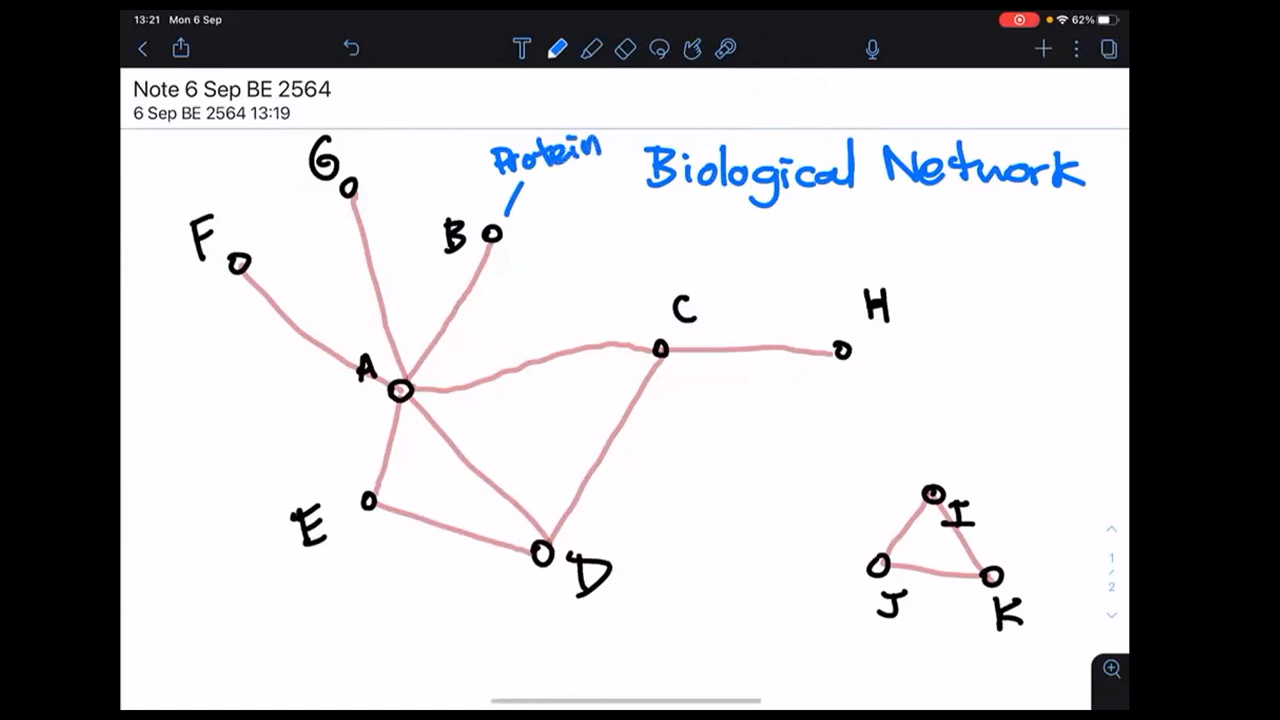 13:21 Mon 6 Sep
62%
T
Note 6 Sep BE 2564
6 Sep BE 2564 13:19
Protein Biological Network
G
F
B
C
H
A
E
D
I
J
K
1
/
2